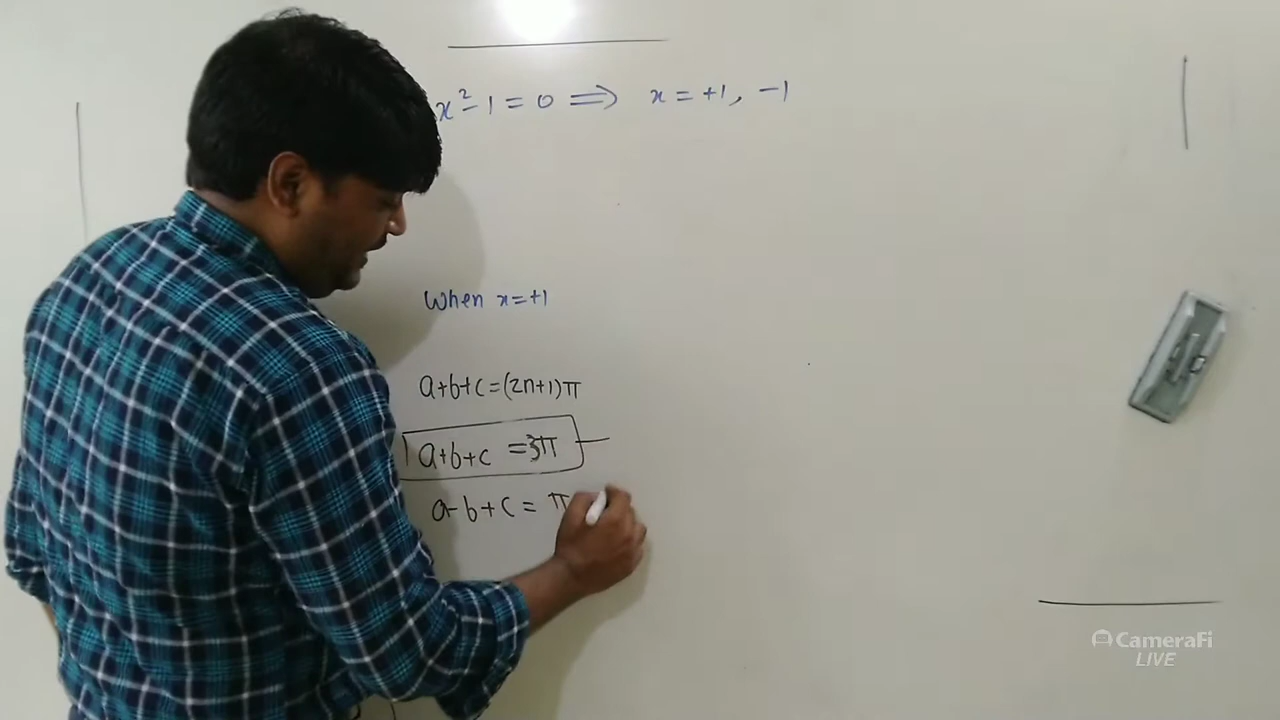 x² - 1 = 0 ⟹ x = +1, -1
When x = +1
a+b+c = (2n+1)π
a+b+c = 3π
a-b+c = π
CameraFi
LIVE